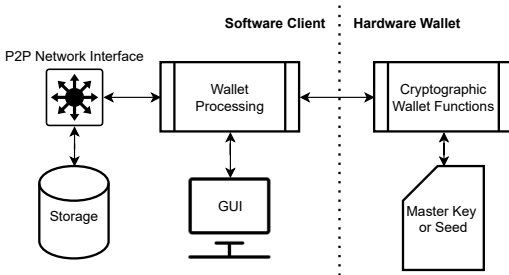 Software Client
Hardware Wallet
P2P Network Interface
Wallet
Processing
Cryptographic
Wallet Functions
Storage
GUI
Master Key
or Seed